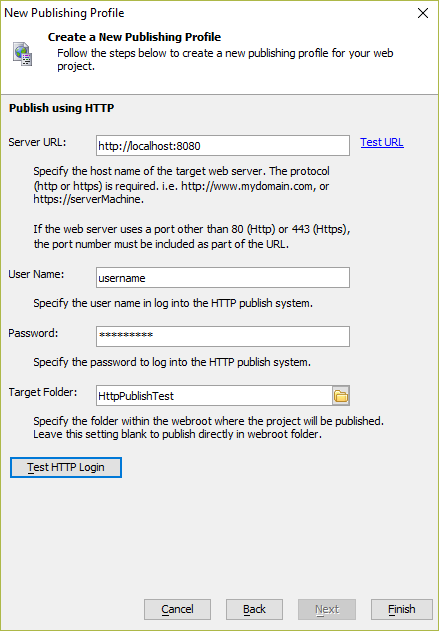 New Publishing Profile
Create a New Publishing Profile
Follow the steps below to create a new publishing profile for your web
project.
Publish using HTTP
Server URL: http://localhost:8080 Test URL
Specify the host name of the target web server. The protocol
(http or https) is required. i.e. http://www.mydomain.com, or
https://serverMachine.
If the web server uses a port other than 80 (Http) or 443 (Https),
the port number must be included as part of the URL.
User Name: username
Specify the user name in log into the HTTP publish system.
Password: *********
Specify the password to log into the HTTP publish system.
Target Folder: HttpPublishTest
Specify the folder within the webroot where the project will be published.
Leave this setting blank to publish directly in webroot folder.
Test HTTP Login
Cancel Back Next Finish